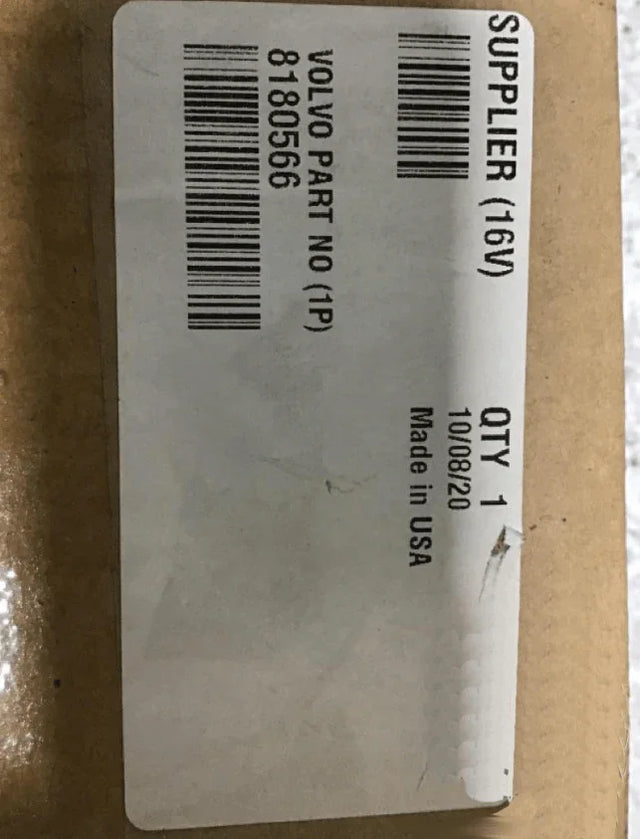 SUPPLIER (16V)
QTY 1
10/08/20
Made in USA
VOLVO PART NO (1P)
8180566